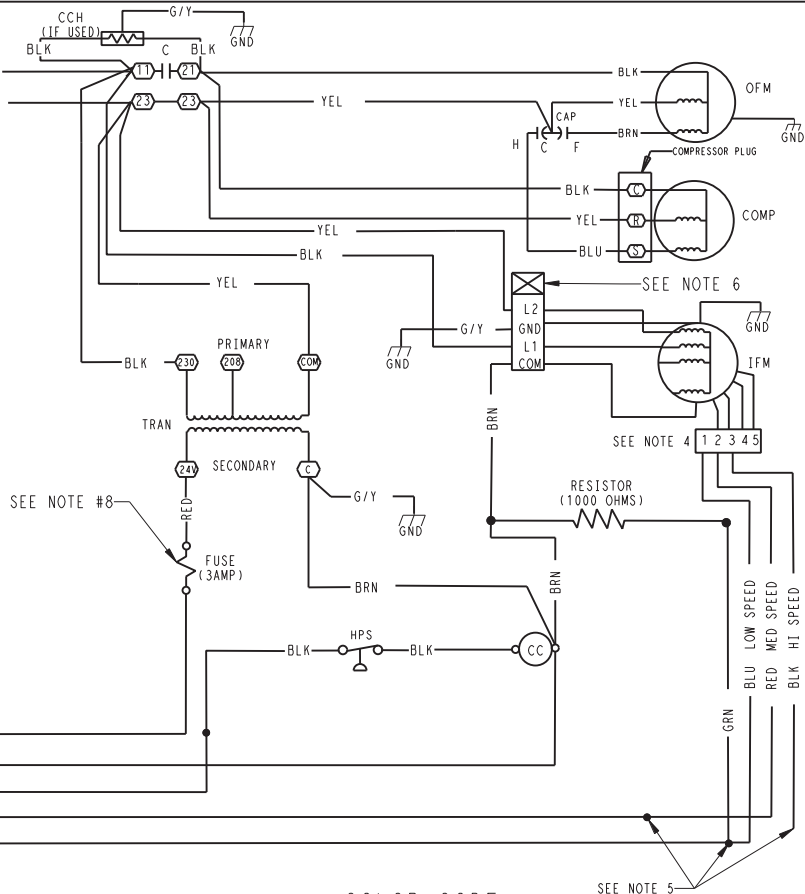 CCH
(IF USED)
G/Y
GND
BLK
C
BLK
11
21
BLK
OFM
23
23
YEL
YEL
CAP
H
C
F
BRN
GND
COMPRESSOR PLUG
BLK
C
YEL
R
COMP
BLU
S
YEL
BLK
SEE NOTE 6
YEL
L2
G/Y
GND
GND
L1
COM
GND
IFM
PRIMARY
BLK
230
208
COM
TRAN
BRN
SEE NOTE 4
1 2 3 4 5
24V
SECONDARY
C
SEE NOTE #8
RED
G/Y
GND
RESISTOR
(1000 OHMS)
FUSE
(3AMP)
BRN
BRN
BLU LOW SPEED
RED MED SPEED
BLK HI SPEED
HPS
BLK
BLK
CC
GRN
SEE NOTE 5